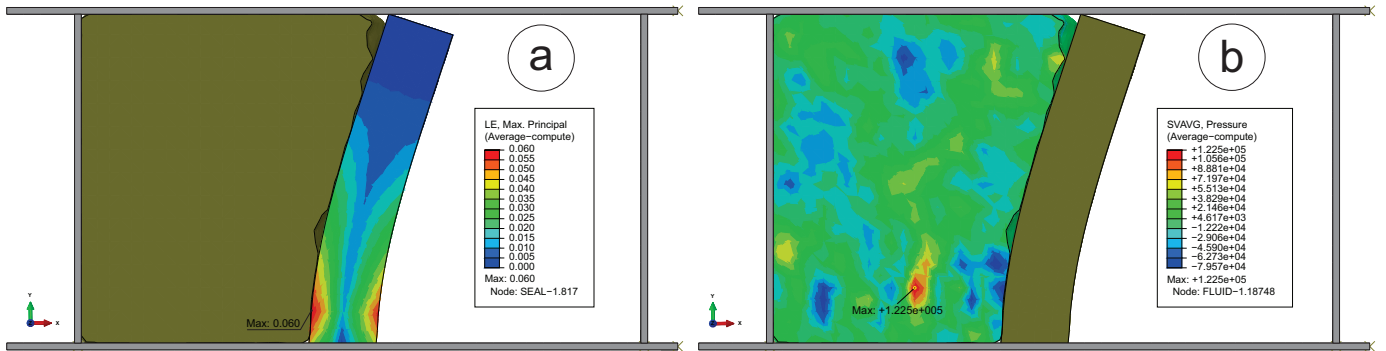 a
LE, Max. Principal
(Average-compute)
0.060
0.055
0.050
0.045
0.040
0.035
0.030
0.025
0.020
0.015
0.010
0.005
0.000
Max: 0.060
Node: SEAL-1.817
Max: 0.060
Y
X
b
SVAVG, Pressure
(Average-compute)
+1.225e+05
+1.056e+05
+8.881e+04
+7.197e+04
+5.513e+04
+3.829e+04
+2.146e+04
+4.617e+03
-1.222e+04
-2.906e+04
-4.590e+04
-6.273e+04
-7.957e+04
Max: +1.225e+05
Node: FLUID-1.18748
Max: +1.225e+005
Y
X